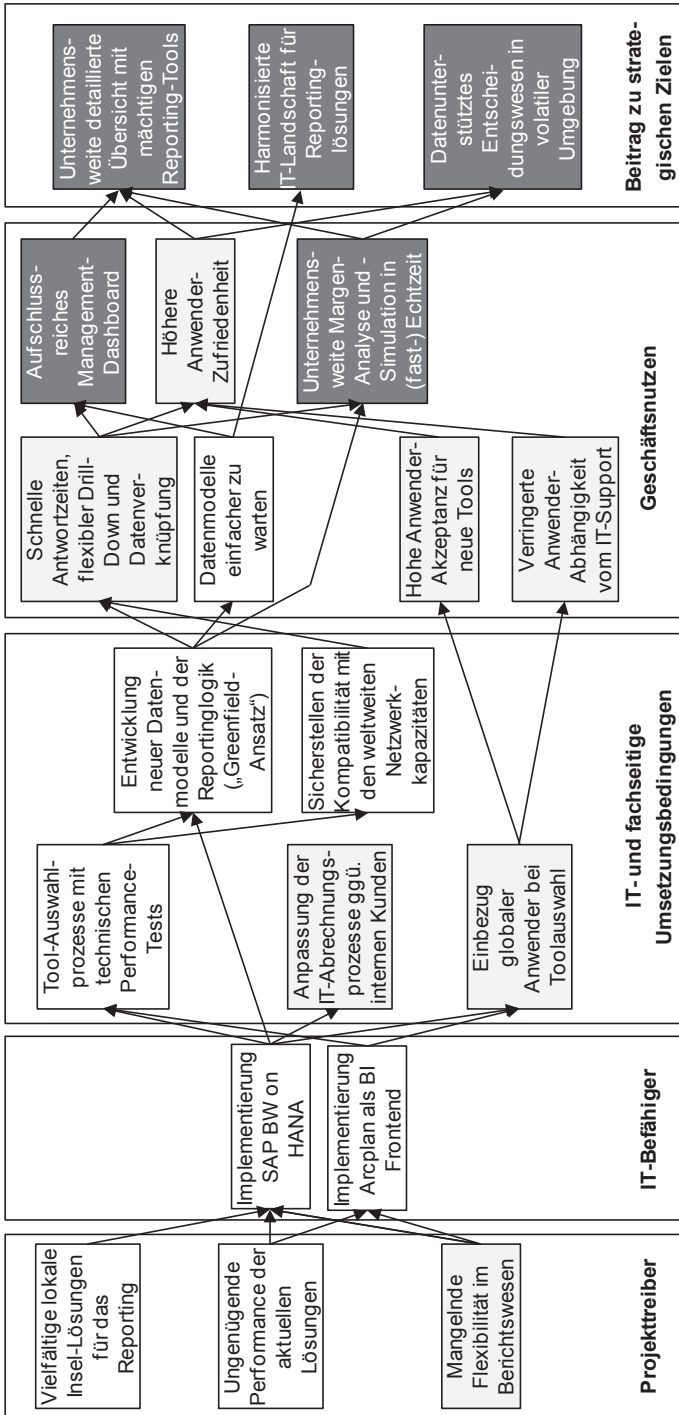 Vielfältige lokale
Insel-Lösungen
für das
Reporting
Ungenügende
Performance der
aktuellen
Lösungen
Mangelnde
Flexibilität im
Berichtswesen
Projekttreiber
Implementierung
SAP BW on
HANA
Implementierung
Arcplan als BI
Frontend
IT-Befähiger
Tool-Auswahl-
prozesse mit
technischen
Performance-
Tests
Anpassung der
IT-Abrechnungs-
prozesse ggü.
internen Kunden
Einbezug
globaler
Anwender bei
Toolauswahl
Entwicklung
neuer Daten-
modelle und der
Reportinglogik
(„Greenfield-
Ansatz“)
Sicherstellen der
Kompatibilität mit
den weltweiten
Netzwerk-
kapazitäten
IT-und fachseitige
Umsetzungsbedingungen
Schnelle
Antwortzeiten,
flexibler Drill-
Down und
Datenver-
knüpfung
Datenmodelle
einfacher zu
warten
Hohe Anwender-
Akzeptanz für
neue Tools
Verringerte
Anwender-
Abhängigkeit
vom IT-Support
Aufschluss-
reiches
Management-
Dashboard
Höhere
Anwender-
Zufriedenheit
Unternehmens-
weite Margen-
Analyse und -
Simulation in
(fast-) Echtzeit
Geschäftsnutzen
Unternehmens-
weite detaillierte
Übersicht mit
mächtigen
Reporting-Tools
Harmonisierte
IT-Landschaft für
Reporting-
lösungen
Datenunter-
stütztes
Entschei-
dungswesen in
volatiler
Umgebung
Beitrag zu strate-
gischen Zielen